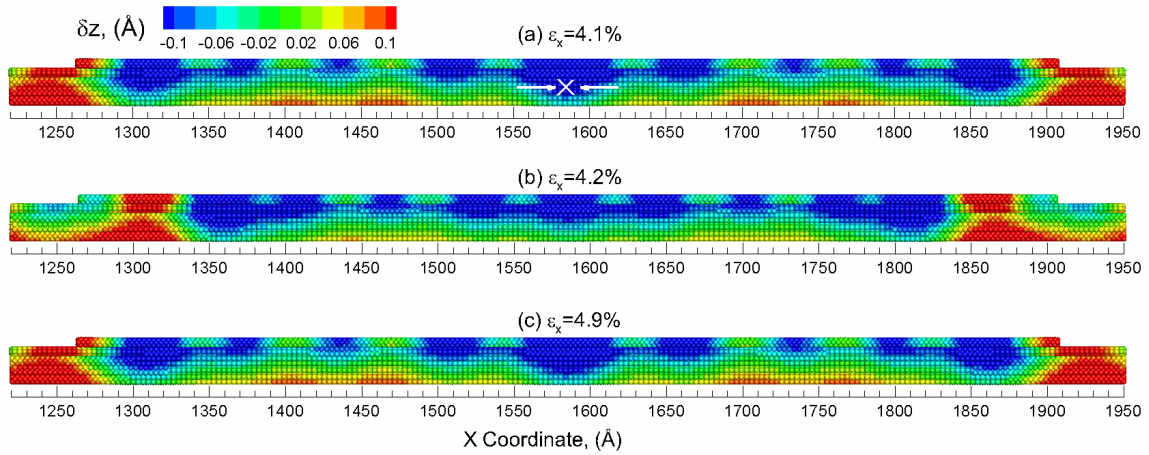 δz, (Å)
-0.1 -0.06 -0.02 0.02 0.06 0.1
(a) εx=4.1%
1250 1300 1350 1400 1450 1500 1550 1600 1650 1700 1750 1800 1850 1900 1950
(b) εx=4.2%
1250 1300 1350 1400 1450 1500 1550 1600 1650 1700 1750 1800 1850 1900 1950
(c) εx=4.9%
1250 1300 1350 1400 1450 1500 1550 1600 1650 1700 1750 1800 1850 1900 1950
X Coordinate, (Å)